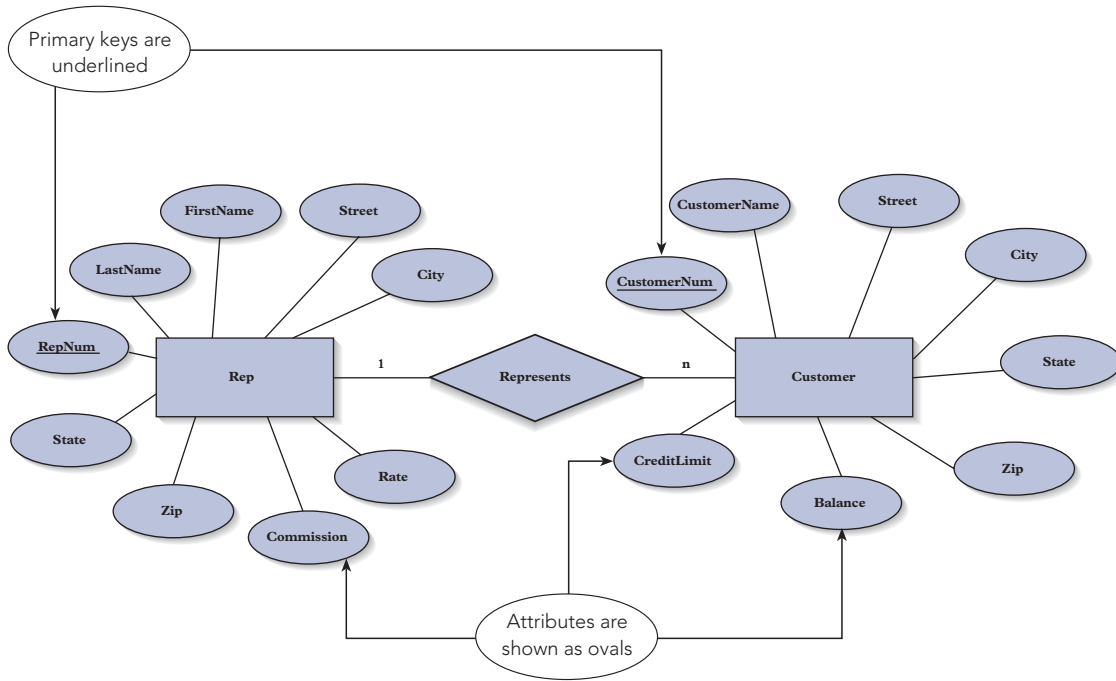 Primary keys are
underlined
FirstName
Street
LastName
City
RepNum
Rep
State
Zip
Commission
Rate
1
Represents
n
CustomerName
Street
CustomerNum
City
Customer
State
CreditLimit
Zip
Balance
Attributes are
shown as ovals